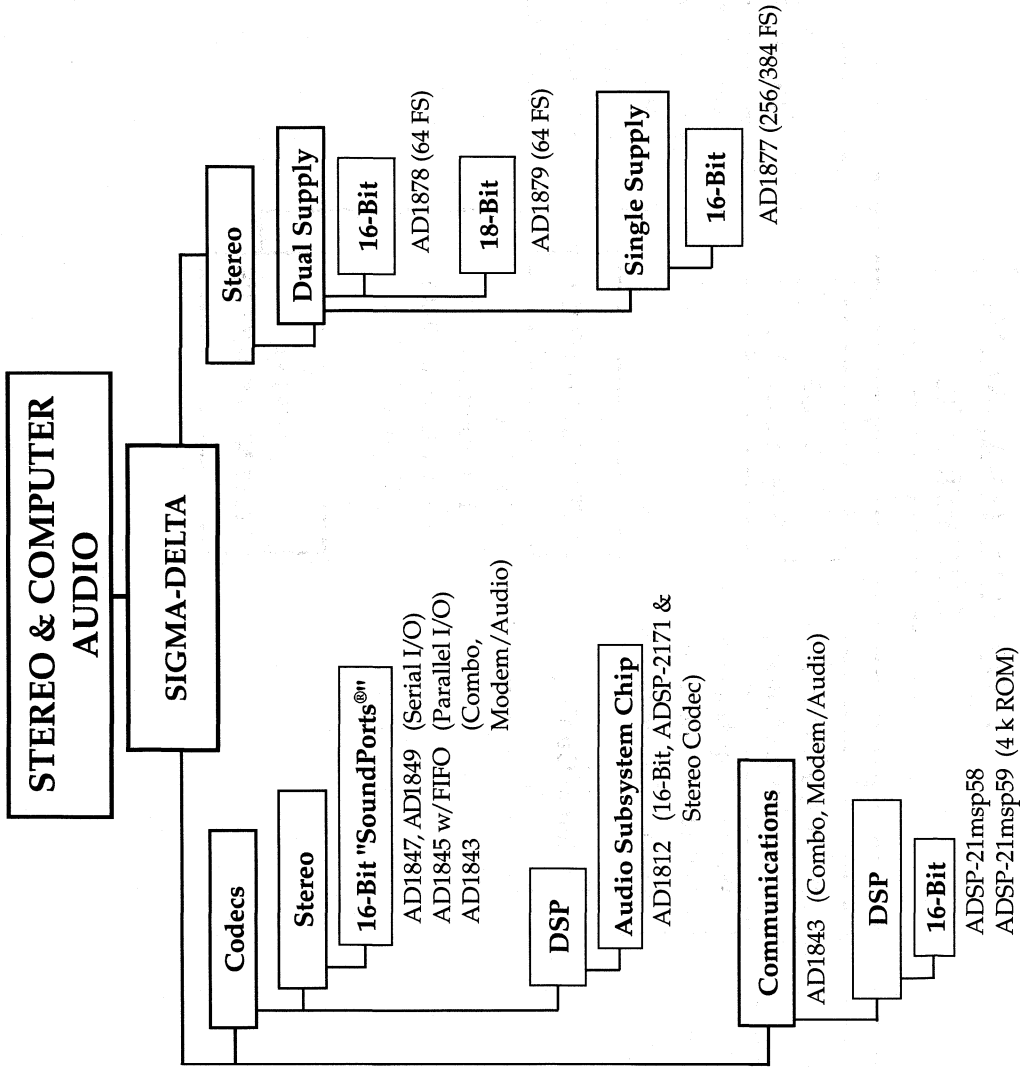 STEREO & COMPUTER
AUDIO
SIGMA-DELTA
Codecs
Stereo
16-Bit "SoundPorts®"
AD1847, AD1849 (Serial I/O)
AD1845 w/FIFO (Parallel I/O)
AD1843 (Combo,
Modem/Audio)
DSP
Audio Subsystem Chip
AD1812 (16-Bit, ADSP-2171 &
Stereo Codec)
Communications
AD1843 (Combo, Modem/Audio)
DSP
16-Bit
ADSP-21msp58
ADSP-21msp59 (4 k ROM)
Stereo
Dual Supply
16-Bit
AD1878 (64 FS)
18-Bit
AD1879 (64 FS)
Single Supply
16-Bit
AD1877 (256/384 FS)